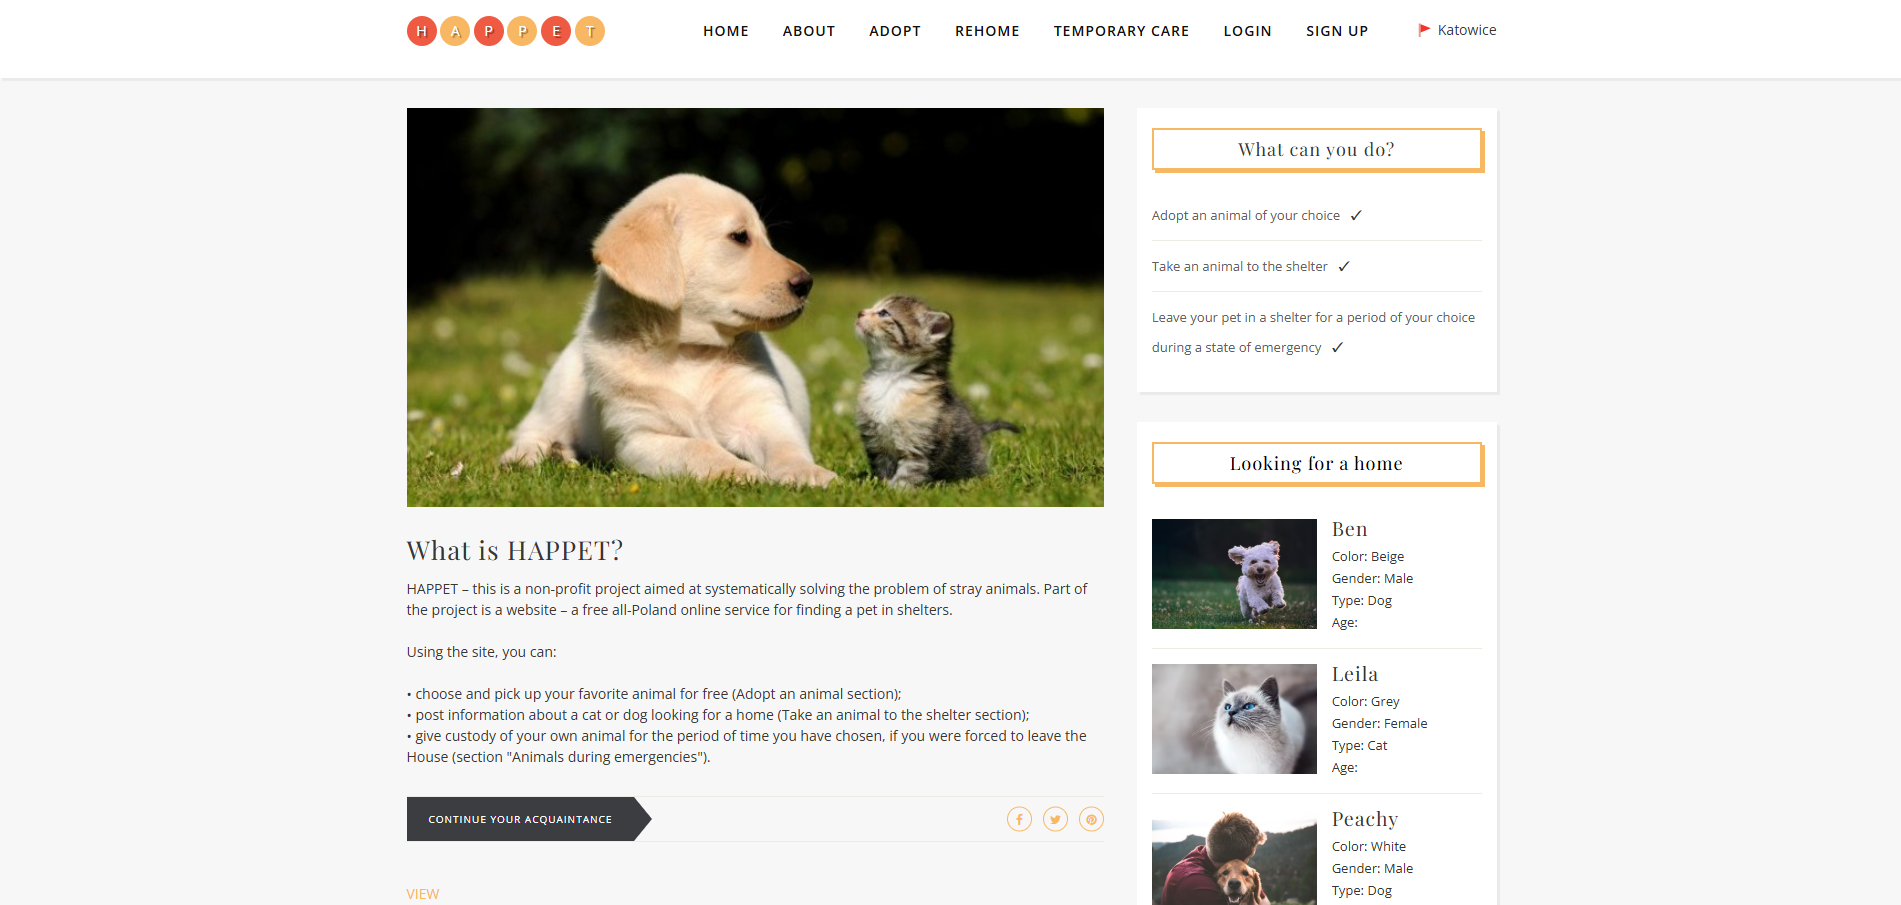 HAPPET
HOME ABOUT ADOPT REHOME TEMPORARY CARE LOGIN SIGN UP Katowice
What is HAPPET?
HAPPET – this is a non-profit project aimed at systematically solving the problem of stray animals. Part of
the project is a website – a free all-Poland online service for finding a pet in shelters.
Using the site, you can:
• choose and pick up your favorite animal for free (Adopt an animal section);
• post information about a cat or dog looking for a home (Take an animal to the shelter section);
• give custody of your own animal for the period of time you have chosen, if you were forced to leave the
House (section "Animals during emergencies").
CONTINUE YOUR ACQUAINTANCE
VIEW
What can you do?
Adopt an animal of your choice ✓
Take an animal to the shelter ✓
Leave your pet in a shelter for a period of your choice
during a state of emergency ✓
Looking for a home
Ben
Color: Beige
Gender: Male
Type: Dog
Age:
Leila
Color: Grey
Gender: Female
Type: Cat
Age:
Peachy
Color: White
Gender: Male
Type: Dog